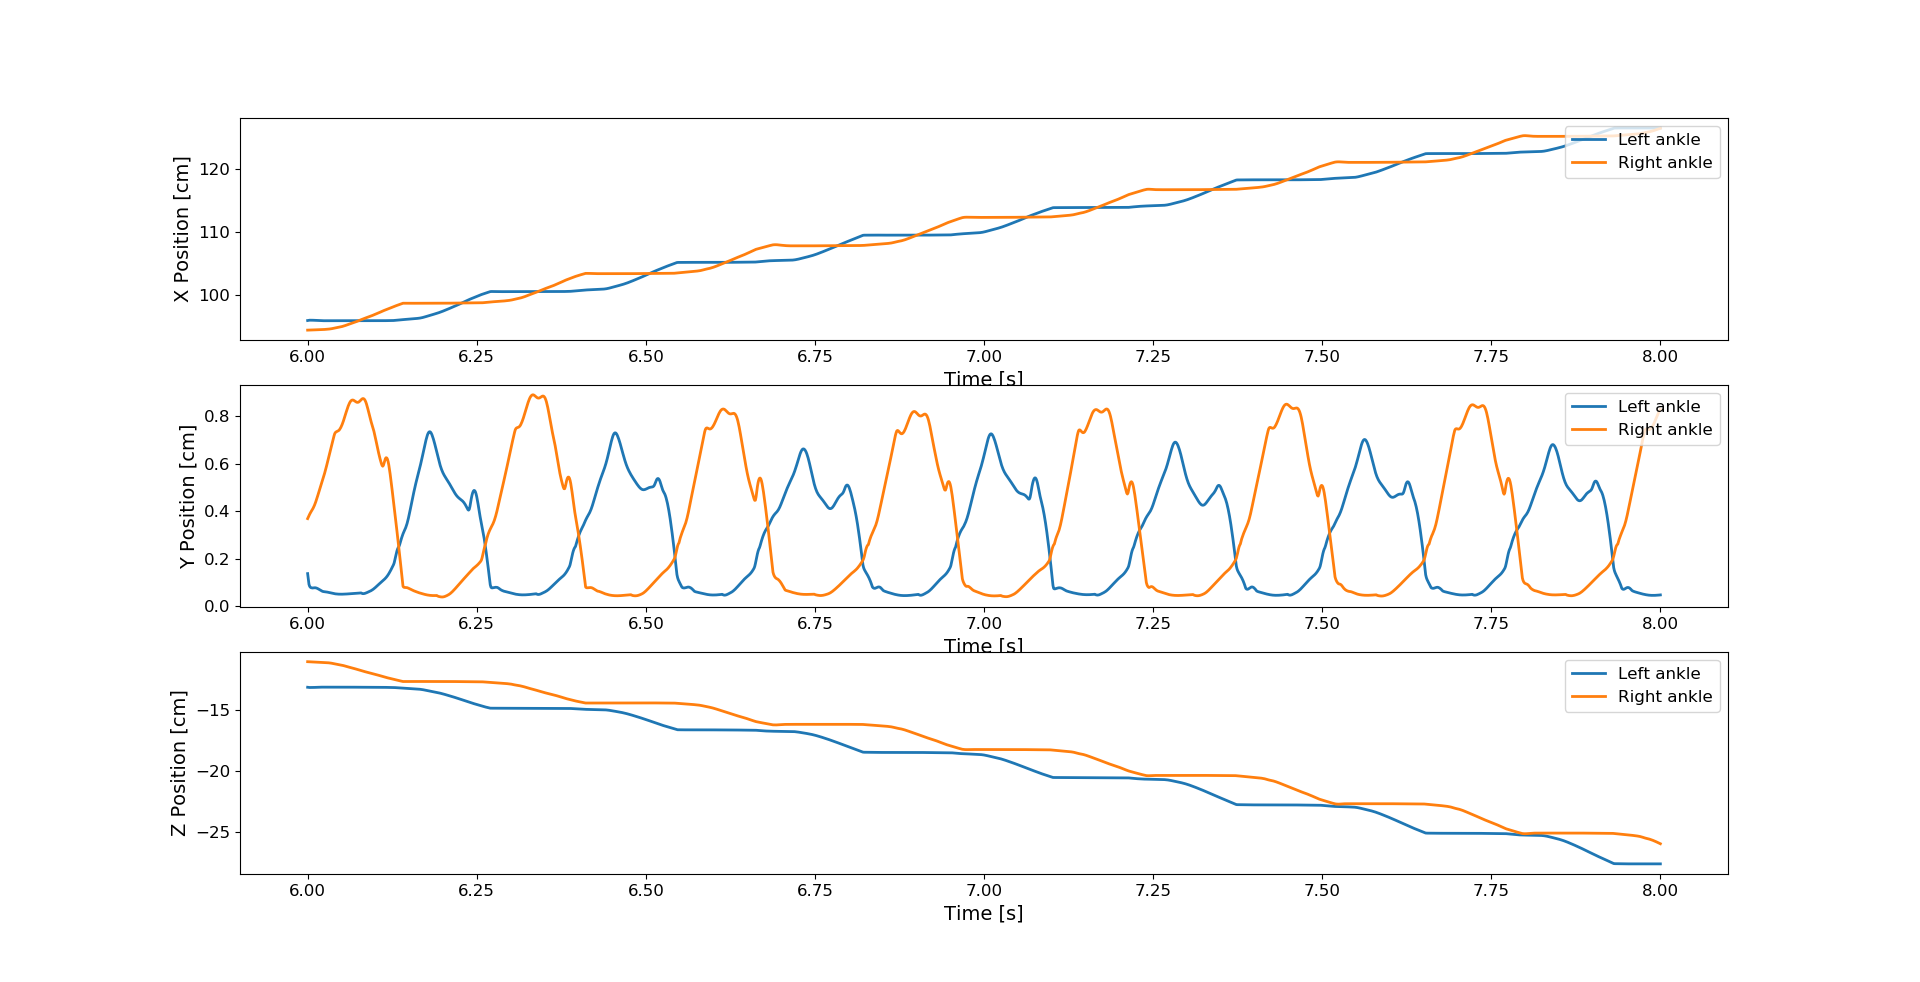 X Position [cm]
120
110
100
Left ankle
Right ankle
6.00 6.25 6.50 6.75 7.00 7.25 7.50 7.75 8.00
Time [s]
Y Position [cm]
0.8
0.6
0.4
0.2
0.0
Left ankle
Right ankle
6.00 6.25 6.50 6.75 7.00 7.25 7.50 7.75 8.00
Time [s]
Z Position [cm]
−15
−20
−25
Left ankle
Right ankle
6.00 6.25 6.50 6.75 7.00 7.25 7.50 7.75 8.00
Time [s]